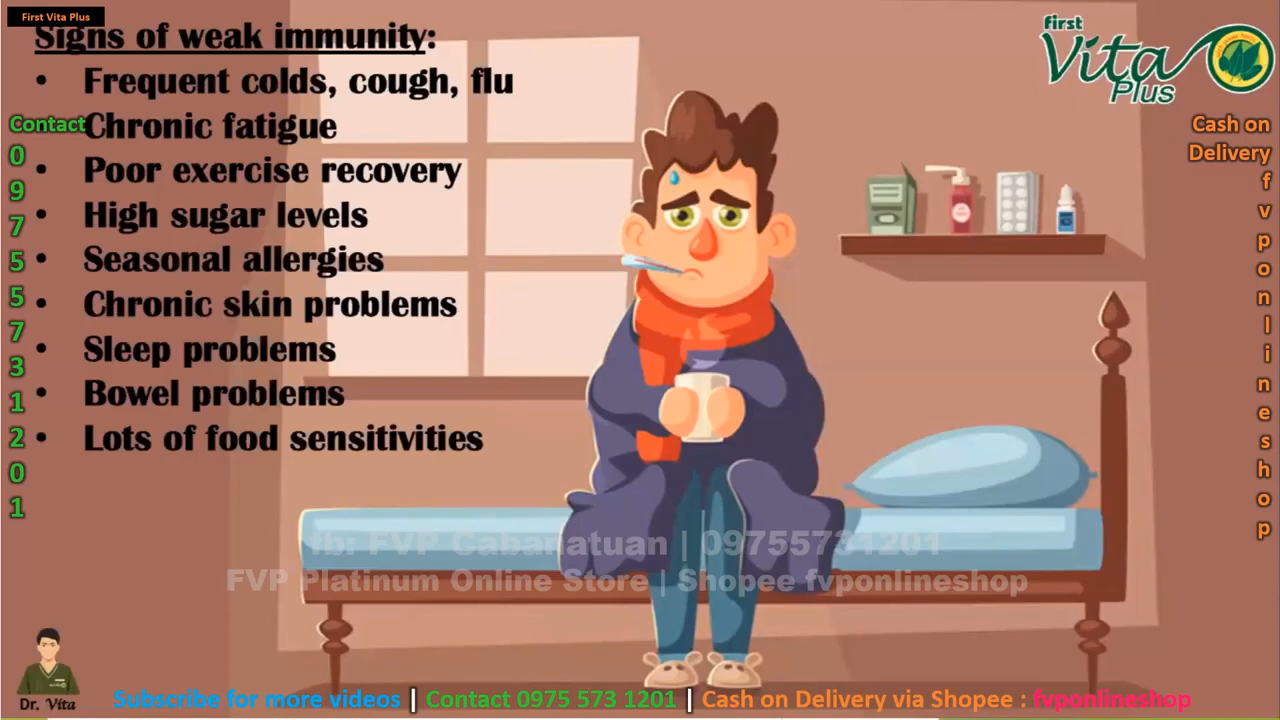 First Vita Plus
Signs of weak immunity:
• Frequent colds, cough, flu
Chronic fatigue
• Poor exercise recovery
• High sugar levels
• Seasonal allergies
• Chronic skin problems
• Sleep problems
• Bowel problems
• Lots of food sensitivities
Contact
0
9
7
5
5
7
3
1
2
0
1
first
Vita
Plus
Cash on
Delivery
f
v
p
o
n
l
i
n
e
s
h
o
p
fb: FVP Cabanatuan | 09755731201
FVP Platinum Online Store | Shopee fvponlineshop
Dr. Vita
Subscribe for more videos | Contact 0975 573 1201 | Cash on Delivery via Shopee : fvponlineshop